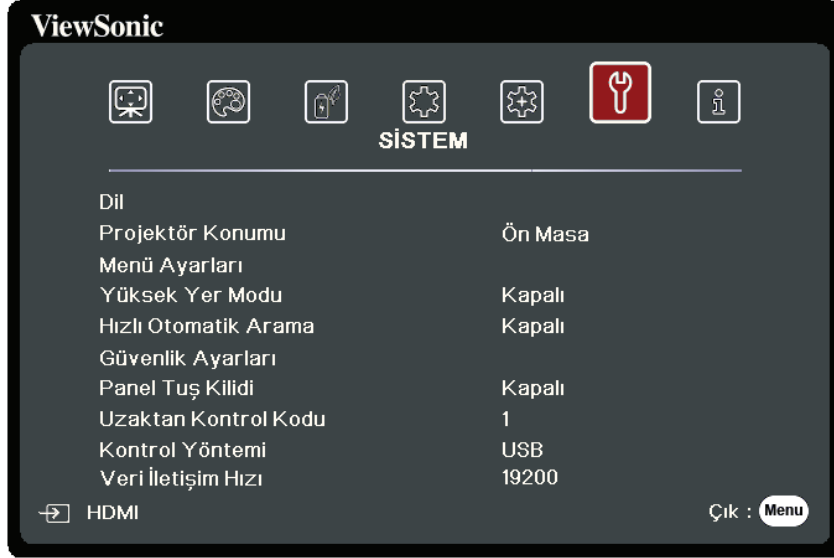 ViewSonic
SİSTEM
Dil
Projektör Konumu Ön Masa
Menü Ayarları
Yüksek Yer Modu Kapalı
Hızlı Otomatik Arama Kapalı
Güvenlik Ayarları
Panel Tuş Kilidi Kapalı
Uzaktan Kontrol Kodu 1
Kontrol Yöntemi USB
Veri İletişim Hızı 19200
HDMI Çık : Menu